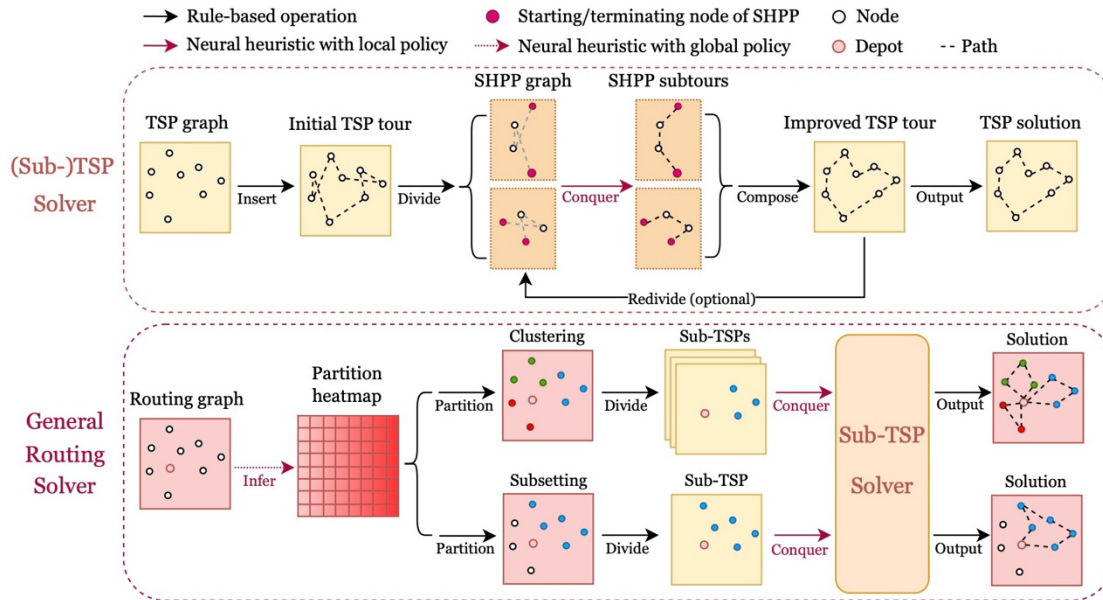 Rule-based operation
Starting/terminating node of SHPP
Node
Neural heuristic with local policy
Neural heuristic with global policy
Depot
Path
(Sub-)TSP
Solver
TSP graph
Insert
Initial TSP tour
Divide
SHPP graph
Conquer
SHPP subtours
Compose
Improved TSP tour
Output
TSP solution
Redivide (optional)
General
Routing
Solver
Routing graph
Infer
Partition
heatmap
Partition
Clustering
Divide
Sub-TSPs
Conquer
Sub-TSP
Solver
Output
Solution
Partition
Subsetting
Divide
Sub-TSP
Conquer
Output
Solution